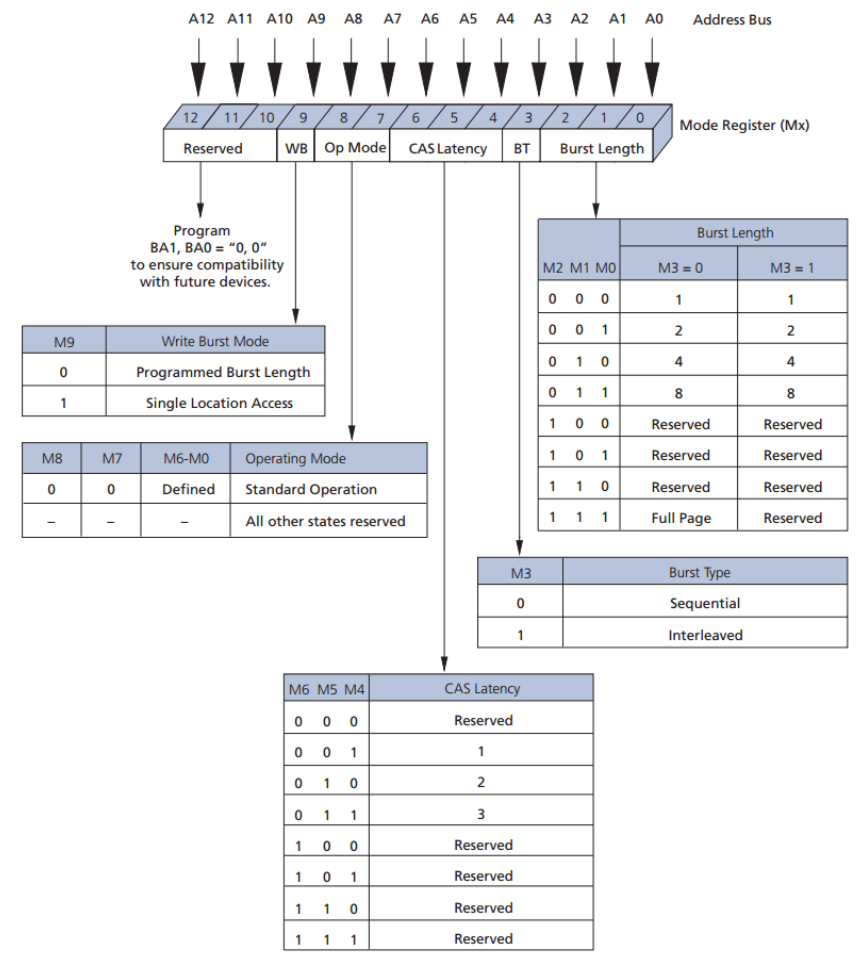 A12 A11 A10 A9 A8 A7 A6 A5 A4 A3 A2 A1 A0 Address Bus
12 11 10 9 8 7 6 5 4 3 2 1 0 Mode Register (Mx)
Reserved WB Op Mode CAS Latency BT Burst Length
Program
BA1, BA0 = “0, 0”
to ensure compatibility
with future devices.
Burst Length
M2 M1 M0 M3 = 0 M3 = 1
0 0 0 1 1
0 0 1 2 2
0 1 0 4 4
0 1 1 8 8
1 0 0 Reserved Reserved
1 0 1 Reserved Reserved
1 1 0 Reserved Reserved
1 1 1 Full Page Reserved
M9 Write Burst Mode
0 Programmed Burst Length
1 Single Location Access
M8 M7 M6-M0 Operating Mode
0 0 Defined Standard Operation
– – – All other states reserved
M3 Burst Type
0 Sequential
1 Interleaved
M6 M5 M4 CAS Latency
0 0 0 Reserved
0 0 1 1
0 1 0 2
0 1 1 3
1 0 0 Reserved
1 0 1 Reserved
1 1 0 Reserved
1 1 1 Reserved